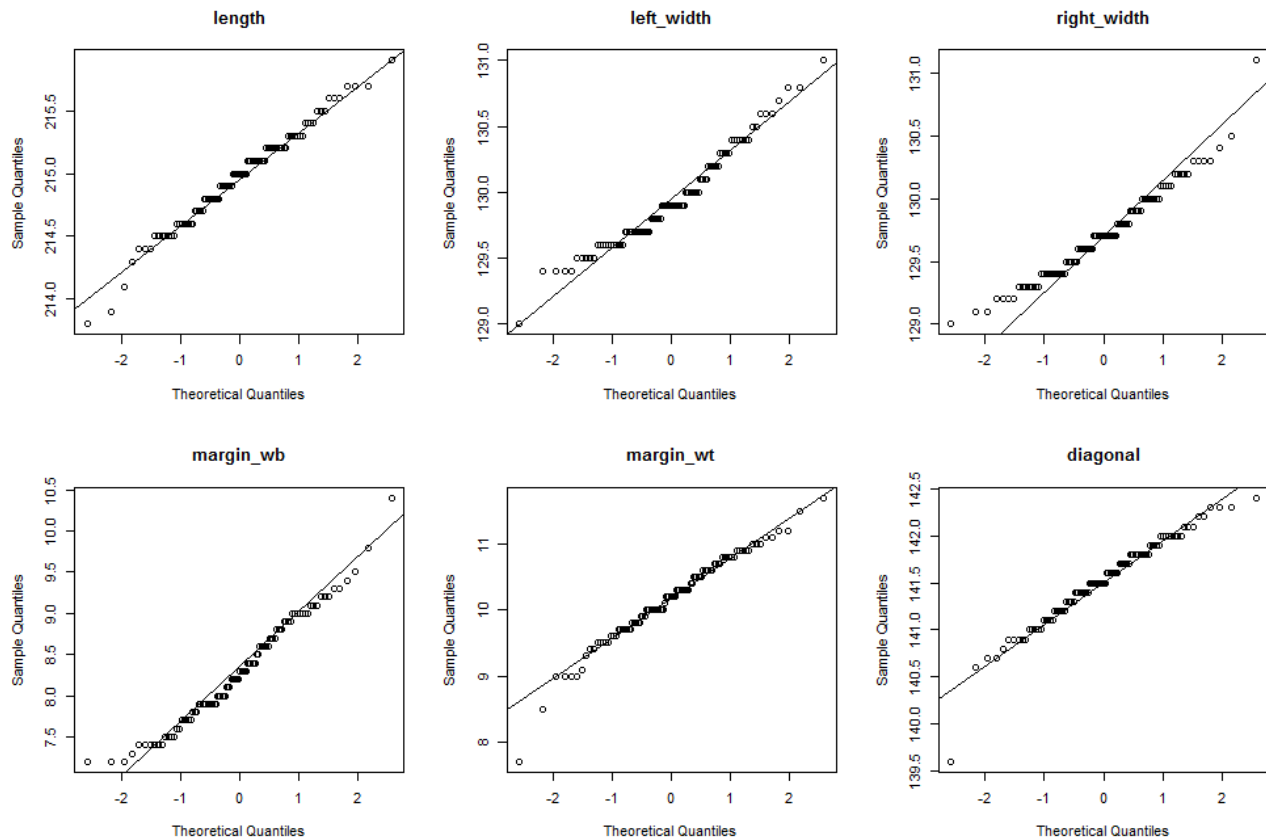 length
left_width
right_width
Sample Quantiles
214.0 214.5 215.0 215.5
-2 -1 0 1 2
Theoretical Quantiles
Sample Quantiles
129.0 129.5 130.0 130.5 131.0
-2 -1 0 1 2
Theoretical Quantiles
Sample Quantiles
129.0 129.5 130.0 130.5 131.0
-2 -1 0 1 2
Theoretical Quantiles
margin_wb
margin_wt
diagonal
Sample Quantiles
7.5 8.0 8.5 9.0 9.5 10.0 10.5
-2 -1 0 1 2
Theoretical Quantiles
Sample Quantiles
8 9 10 11
-2 -1 0 1 2
Theoretical Quantiles
Sample Quantiles
139.5 140.0 140.5 141.0 141.5 142.0 142.5
-2 -1 0 1 2
Theoretical Quantiles